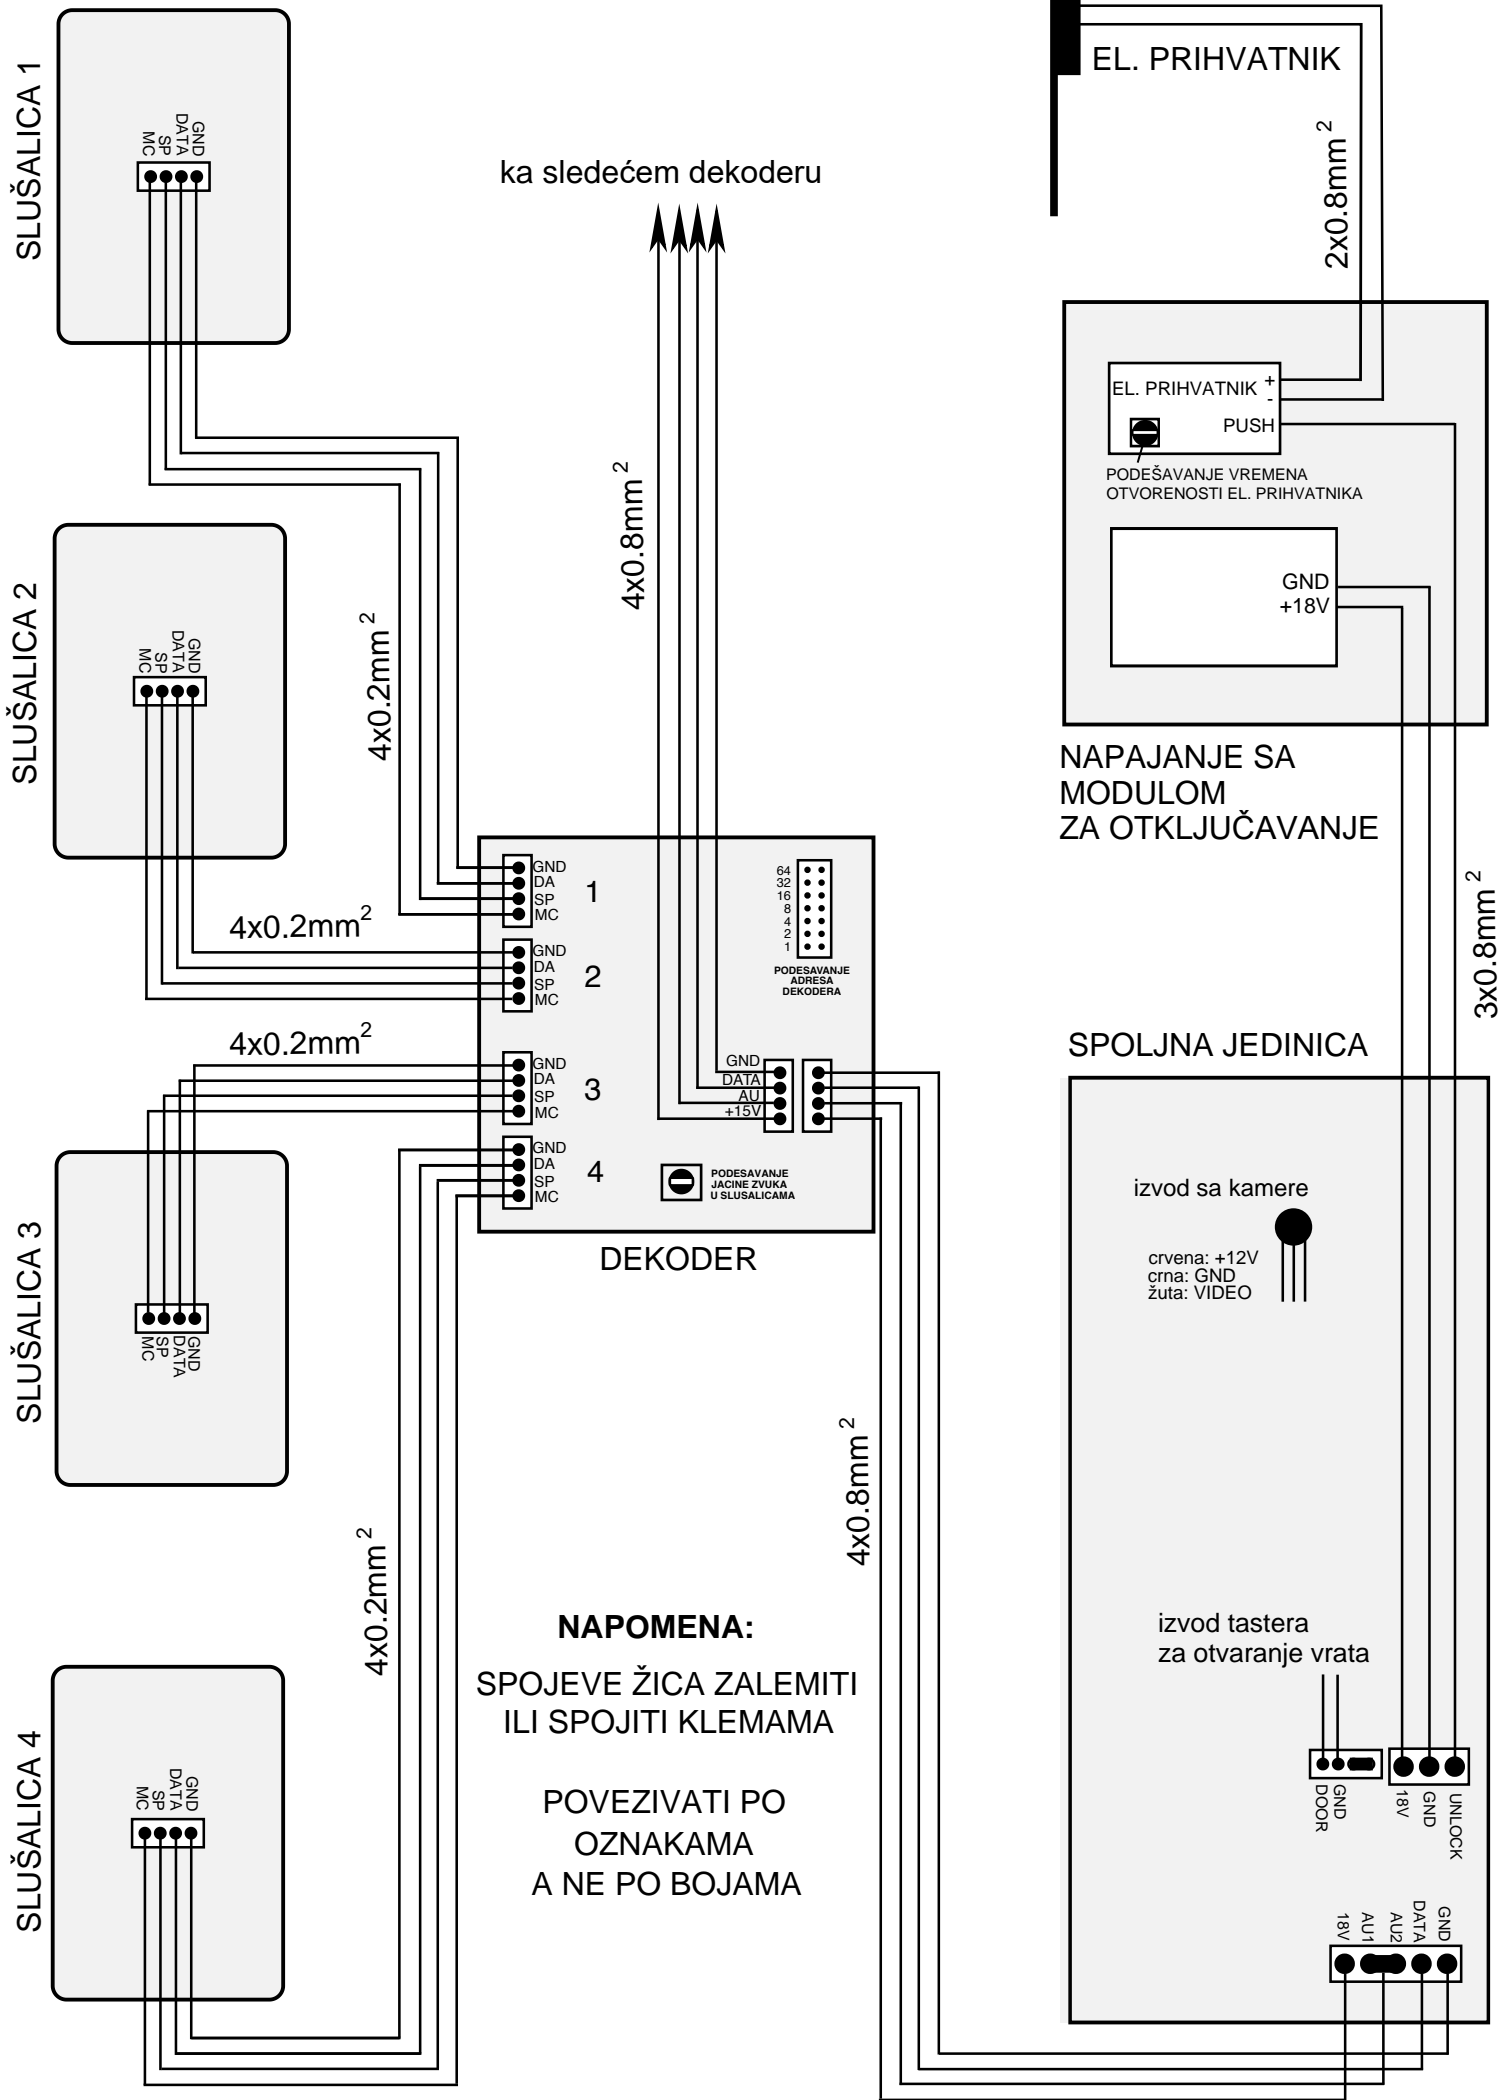 SLUŠALICA 1
MC
SP
DATA
GND
ka sledećem dekoderu
EL. PRIHVATNIK
2x0.8mm²
EL. PRIHVATNIK +
-
PUSH
PODEŠAVANJE VREMENA
OTVORENOSTI EL. PRIHVATNIKA
GND
+18V
NAPAJANJE SA
MODULOM
ZA OTKLJUČAVANJE
3x0.8mm²
4x0.8mm²
4x0.2mm²
SLUŠALICA 2
MC
SP
DATA
GND
4x0.2mm²
4x0.2mm²
GND
DA
SP
MC
1
GND
DA
SP
MC
2
GND
DA
SP
MC
3
GND
DA
SP
MC
4
64
32
16
8
4
2
1
PODESAVANJE
ADRESA
DEKODERA
GND
DATA
AU
+15V
PODESAVANJE
JACINE ZVUKA
U SLUSALICAMA
DEKODER
SLUŠALICA 3
MC
SP
DATA
GND
4x0.2mm²
4x0.8mm²
SLUŠALICA 4
MC
SP
DATA
GND
NAPOMENA:
SPOJEVE ŽICA ZALEMITI
ILI SPOJITI KLEMAMA
POVEZIVATI PO
OZNAKAMA
A NE PO BOJAMA
SPOLJNA JEDINICA
izvod sa kamere
crvena: +12V
crna: GND
žuta: VIDEO
izvod tastera
za otvaranje vrata
DOOR
GND
18V
GND
UNLOCK
18V
AU1
AU2
DATA
GND